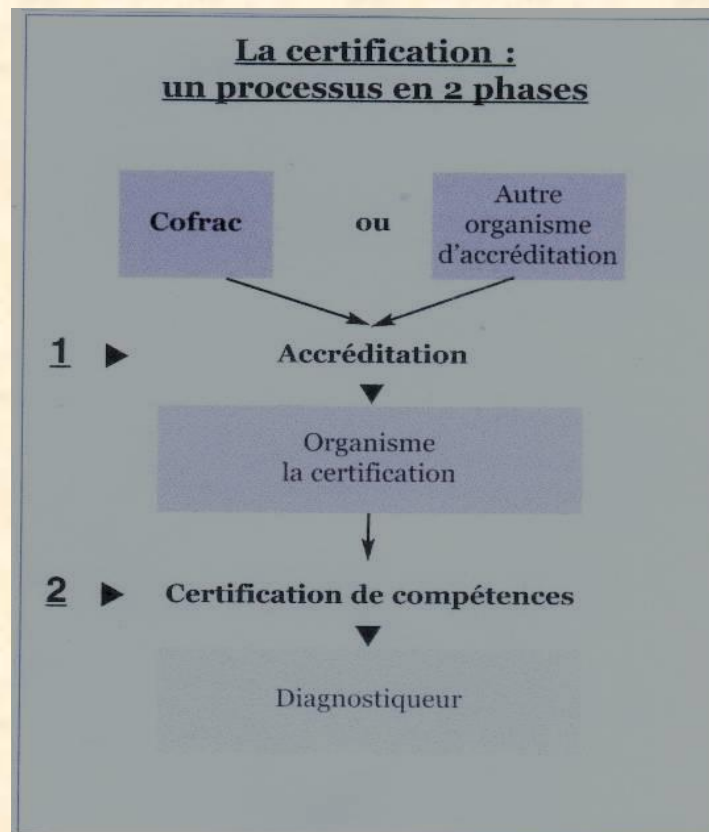 La certification :
un processus en 2 phases
Cofrac
ou
Autre
organisme
d'accréditation
1
Accréditation
Organisme
la certification
2
Certification de compétences
Diagnostiqueur